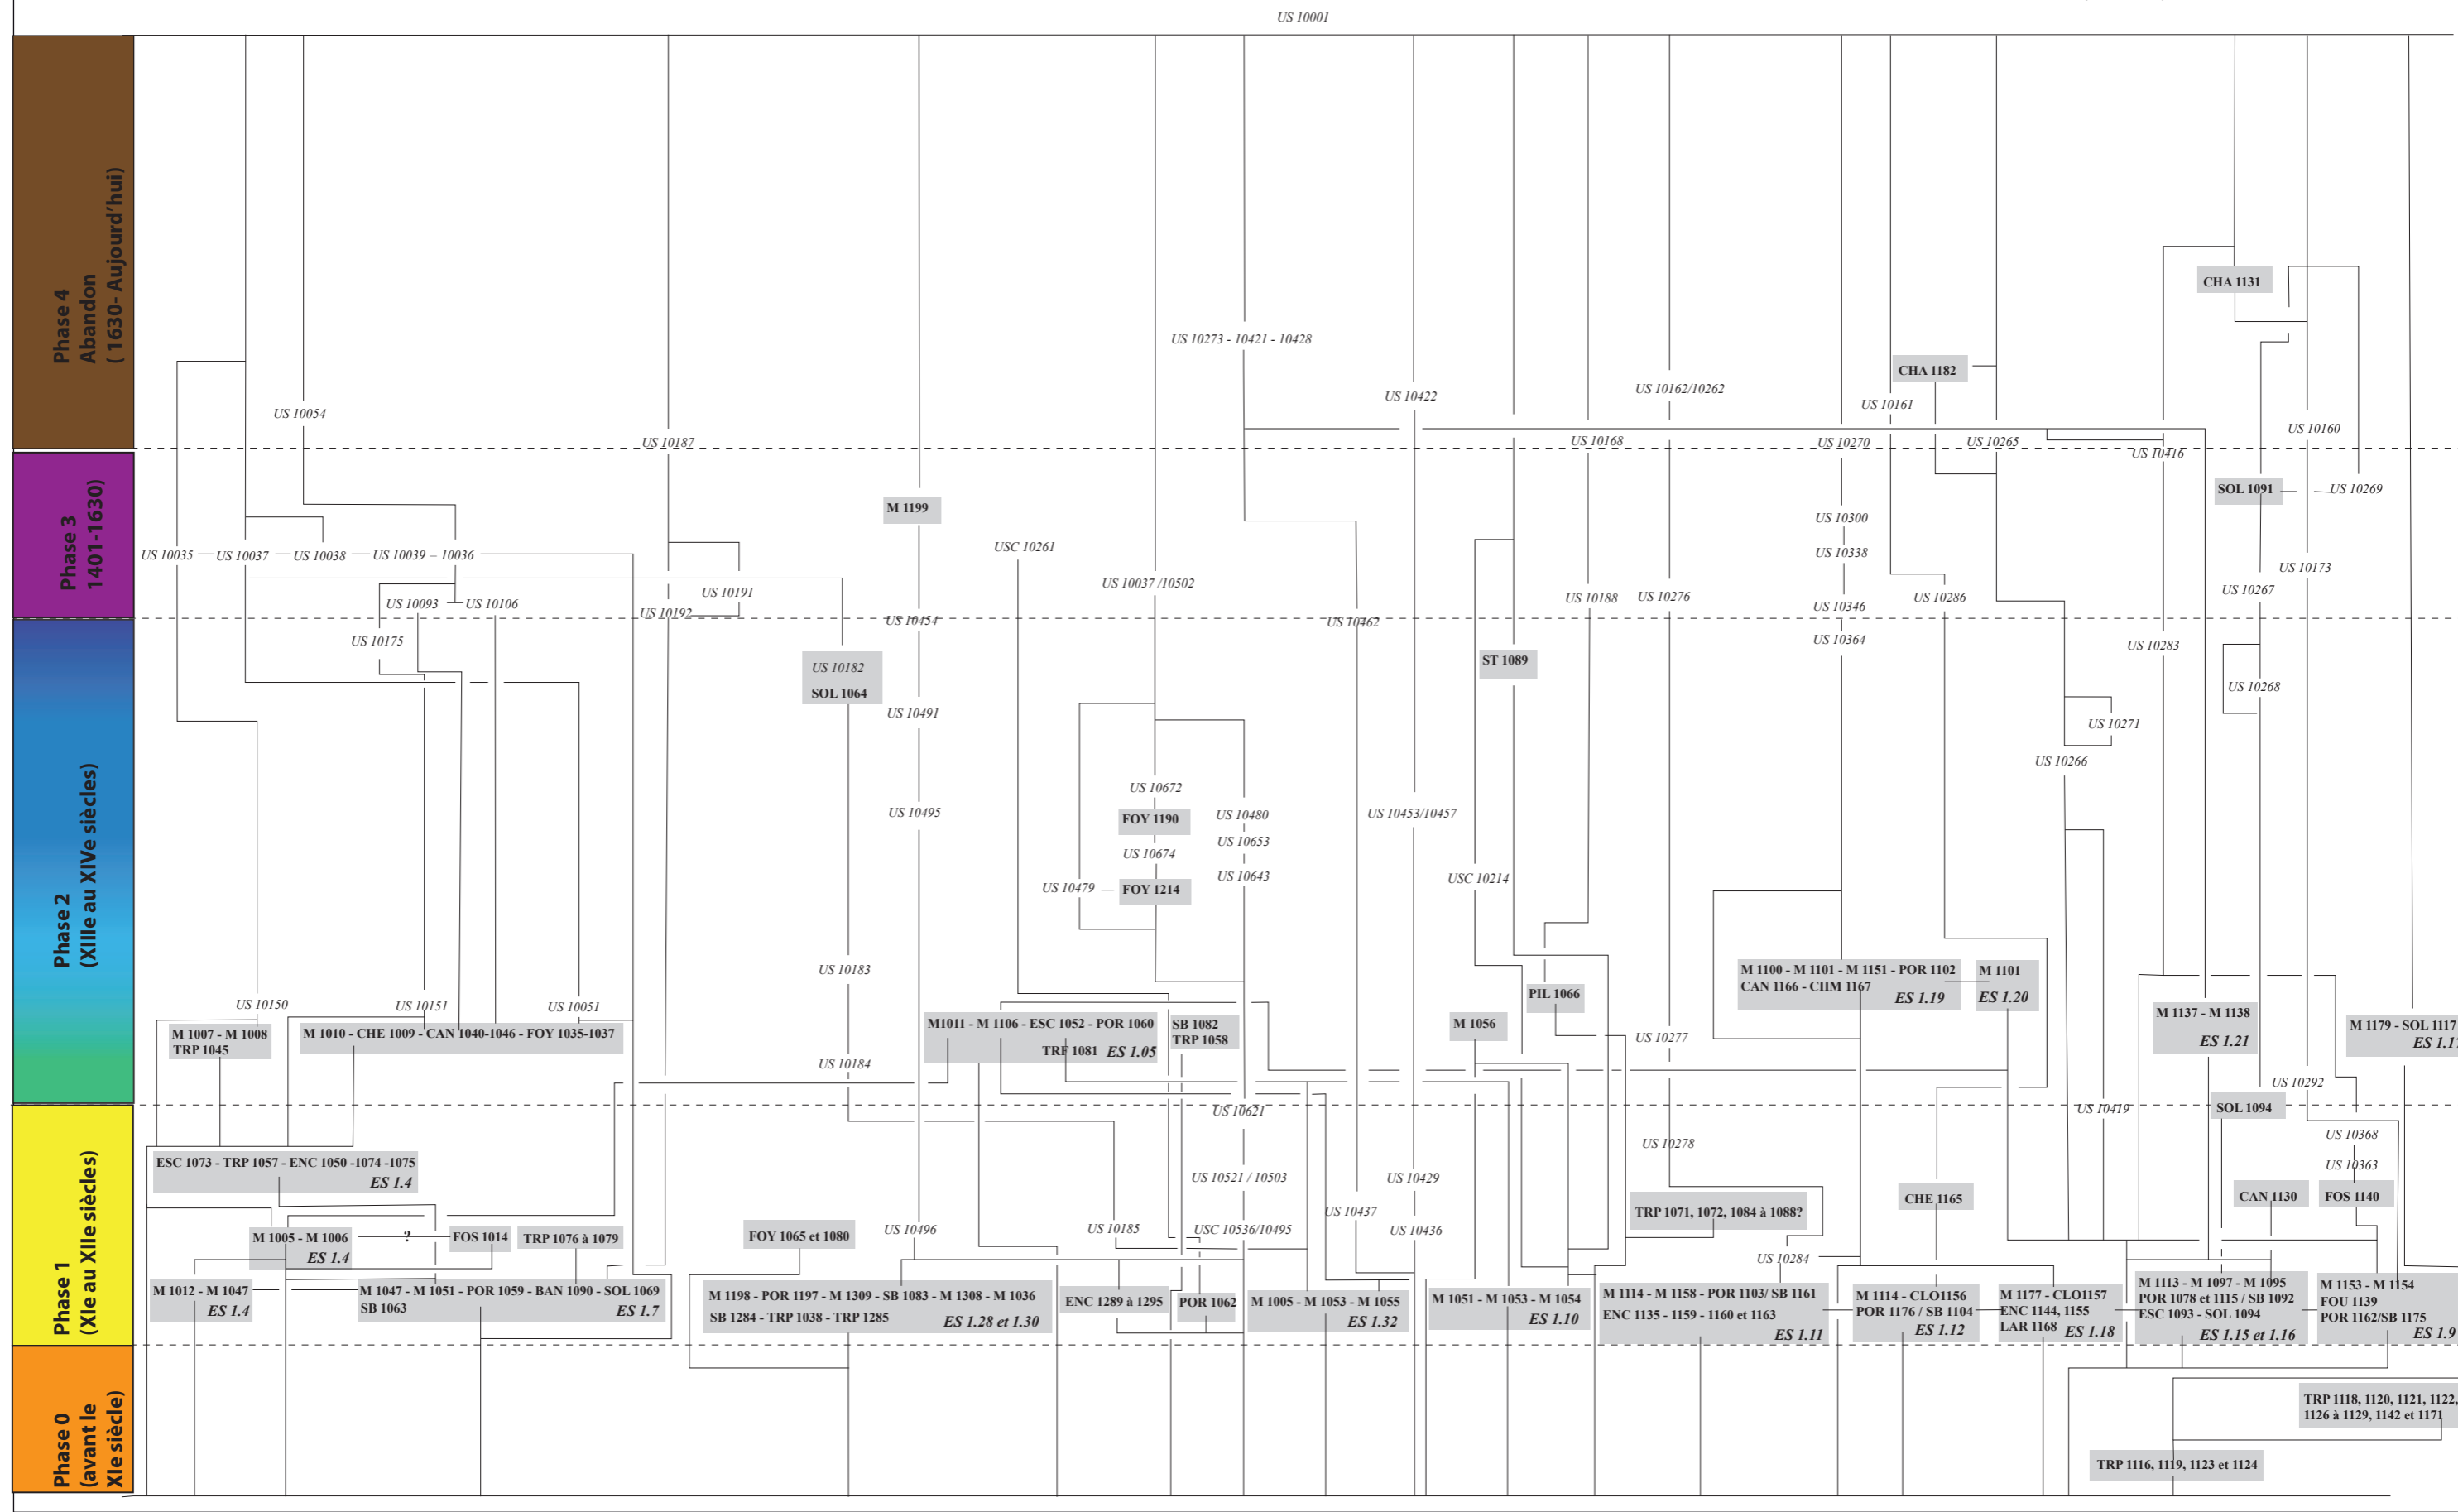 US 10001
Phase 4
Abandon
( 1630- Aujourd'hui)
CHA 1131
US 10273 - 10421 - 10428
CHA 1182
US 10162/10262
US 10422
US 10161
US 10054
US 10160
US 10187
US 10168
US 10270
US 10265
US 10416
Phase 3
1401-1630)
SOL 1091
US 10269
M 1199
US 10300
US 10035
US 10037
US 10038
US 10039 = 10036
USC 10261
US 10338
US 10173
US 10037 /10502
US 10191
US 10267
US 10093
US 10106
US 10188
US 10276
US 10346
US 10286
US 10192
US 10454
US 10462
Phase 2
(XIIIe au XIVe siècles)
US 10175
US 10364
US 10283
ST 1089
US 10182
SOL 1064
US 10268
US 10491
US 10271
US 10266
US 10672
US 10495
US 10480
US 10453/10457
FOY 1190
US 10653
US 10674
US 10643
USC 10214
US 10479
FOY 1214
US 10183
M 1100 - M 1101 - M 1151 - POR 1102
CAN 1166 - CHM 1167
ES 1.19
M 1101
ES 1.20
PIL 1066
US 10150
US 10151
US 10051
M 1137 - M 1138
ES 1.21
M 1007 - M 1008
TRP 1045
M 1010 - CHE 1009 - CAN 1040-1046 - FOY 1035-1037
M1011 - M 1106 - ESC 1052 - POR 1060
TRF 1081 ES 1.05
SB 1082
TRP 1058
M 1056
M 1179 - SOL 1117
US 10277
US 10184
US 10292
Phase 1
(XIe au XIIe siècles)
US 10621
US 10419
SOL 1094
US 10278
US 10368
ESC 1073 - TRP 1057 - ENC 1050 -1074 -1075
ES 1.4
US 10363
US 10521 / 10503
US 10429
CHE 1165
CAN 1130
FOS 1140
TRP 1071, 1072, 1084 à 1088?
US 10437
M 1005 - M 1006
ES 1.4
?
FOS 1014
TRP 1076 à 1079
FOY 1065 et 1080
US 10496
US 10185
USC 10536/10495
US 10436
US 10284
M 1012 - M 1047
ES 1.4
M 1047 - M 1051 - POR 1059 - BAN 1090 - SOL 1069
SB 1063
ES 1.7
M 1198 - POR 1197 - M 1309 - SB 1083 - M 1308 - M 1036
SB 1284 - TRP 1038 - TRP 1285
ES 1.28 et 1.30
ENC 1289 à 1295
POR 1062
M 1005 - M 1053 - M 1055
ES 1.32
M 1051 - M 1053 - M 1054
ES 1.10
M 1114 - M 1158 - POR 1103/ SB 1161
ENC 1135 - 1159 - 1160 et 1163
ES 1.11
M 1114 - CLO1156
POR 1176 / SB 1104
ES 1.12
M 1177 - CLO1157
ENC 1144, 1155
LAR 1168
ES 1.18
M 1113 - M 1097 - M 1095
POR 1078 et 1115 / SB 1092
ESC 1093 - SOL 1094
ES 1.15 et 1.16
M 1153 - M 1154
FOU 1139
POR 1162/SB 1175
ES 1.9
Phase 0
(avant le
XIe siècle)
TRP 1118, 1120, 1121, 1122,
1126 à 1129, 1142 et 1171
TRP 1116, 1119, 1123 et 1124